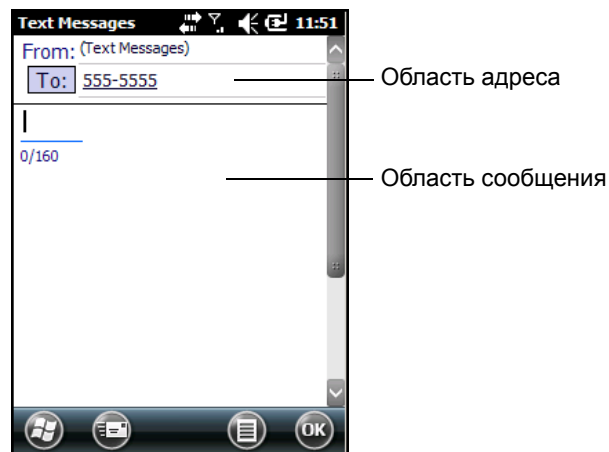 Text Messages 11:51
From: (Text Messages)
To: 555-5555
Область адреса
0/160
Область сообщения
OK